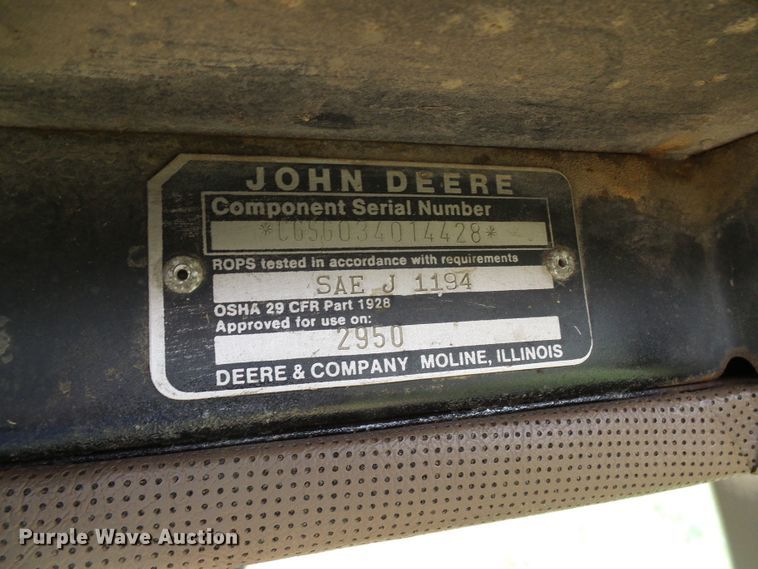 JOHN DEERE
Component Serial Number
*CGSG034014428*
ROPS tested in accordance with requirements
SAE J 1194
OSHA 29 CFR Part 1928
Approved for use on:
2950
DEERE & COMPANY MOLINE, ILLINOIS
Purple Wave Auction